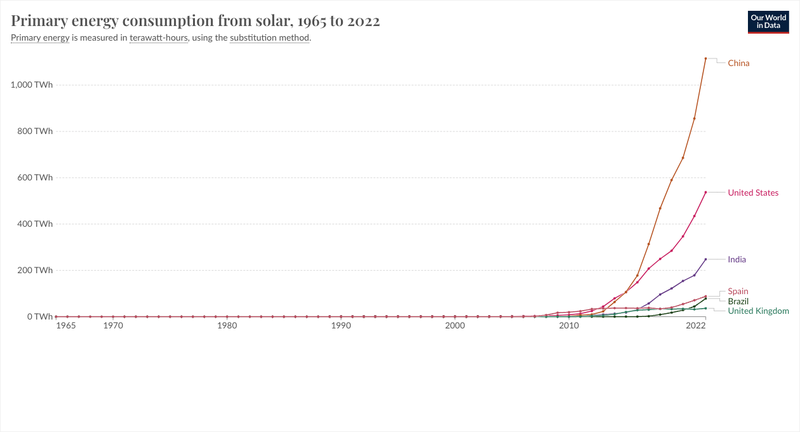 Primary energy consumption from solar, 1965 to 2022
Primary energy is measured in terawatt-hours, using the substitution method.
Our World
in Data
1,000 TWh
800 TWh
600 TWh
400 TWh
200 TWh
0 TWh
1965
1970
1980
1990
2000
2010
2022
China
United States
India
Spain
Brazil
United Kingdom